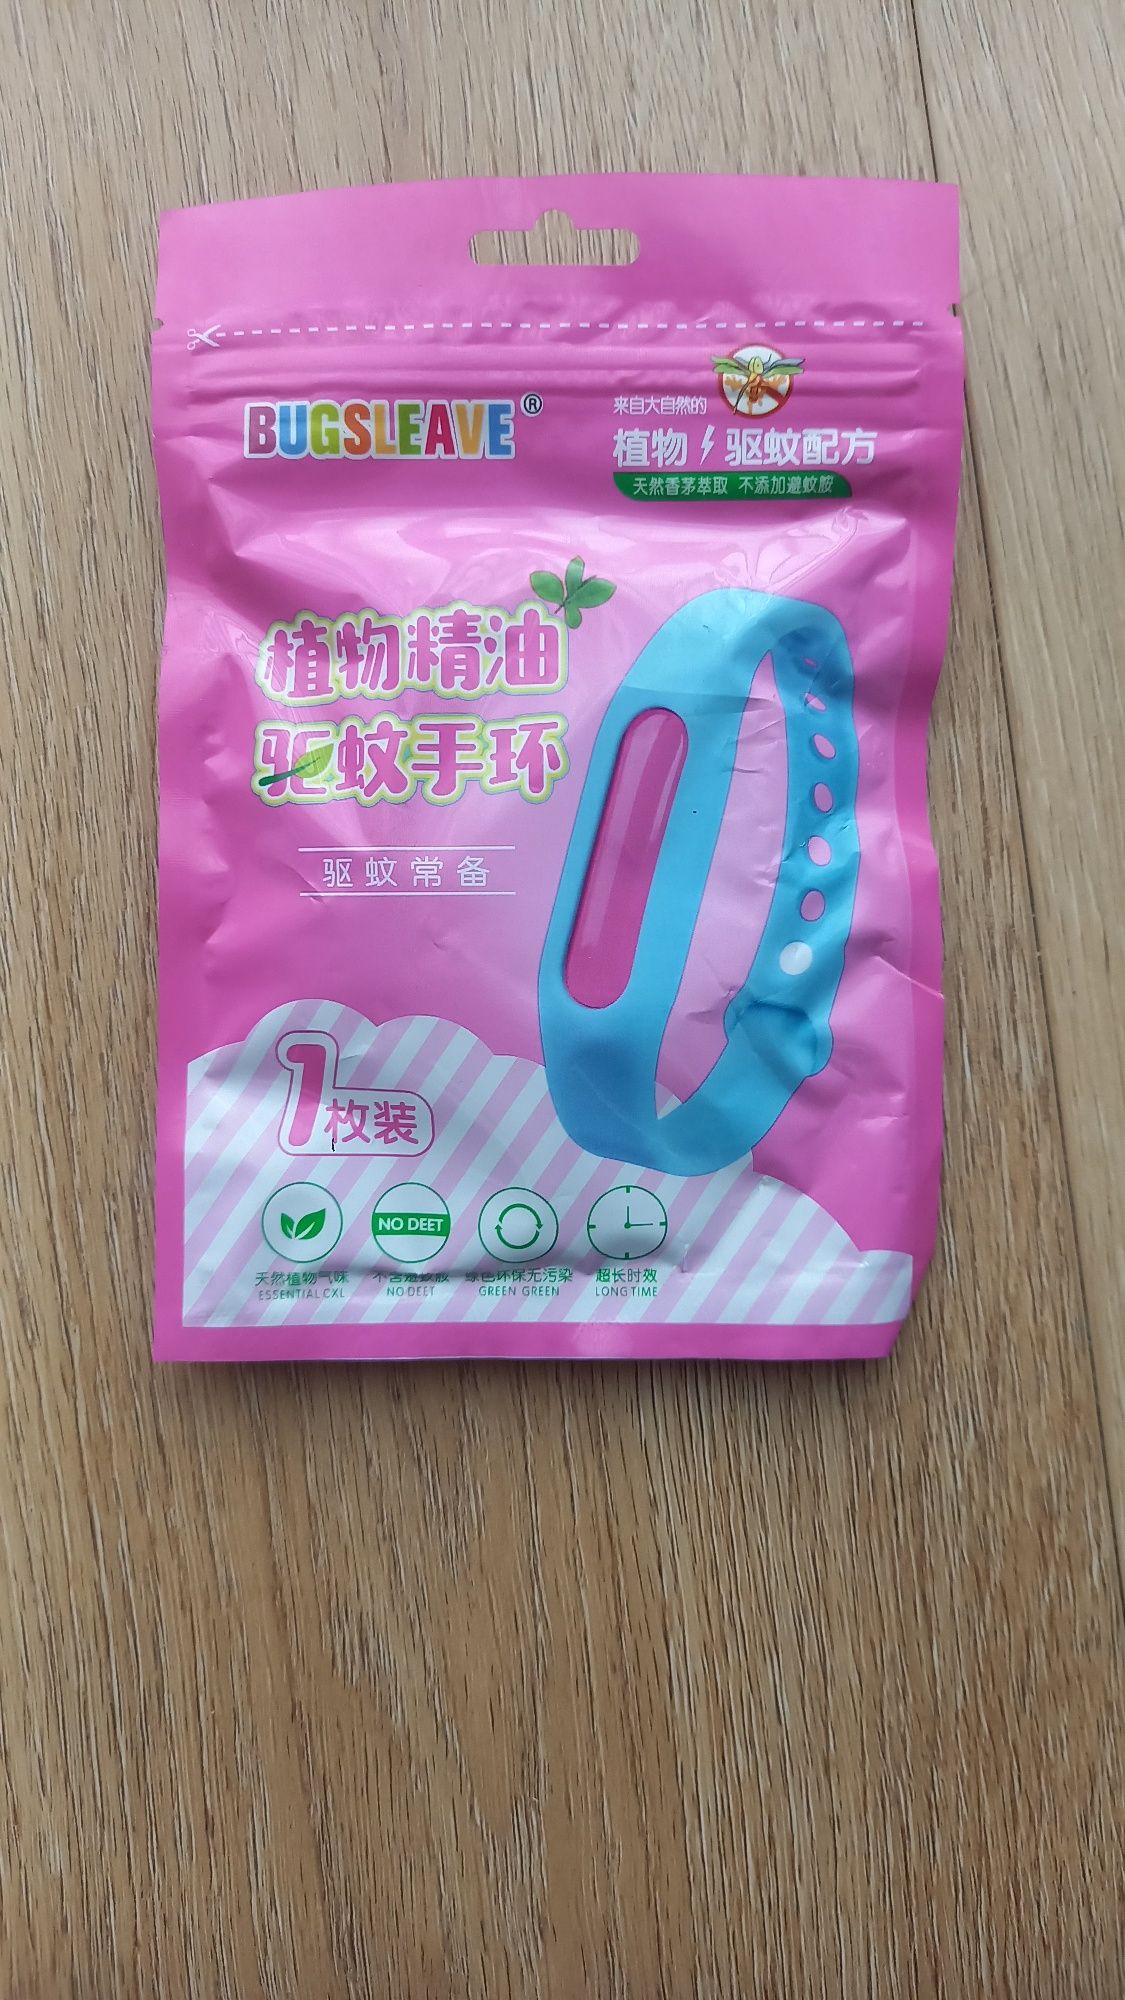 BUGSLEAVE®
来自大自然的
植物 驱蚊配方
天然香茅萃取 不添加避蚊胺
植物精油
驱蚊手环
驱蚊常备
1枚装
NO DEET
天然植物气味 不含避蚊胺 绿色环保无污染 超长时效
ESSENTIAL CXL NO DEET GREEN GREEN LONG TIME